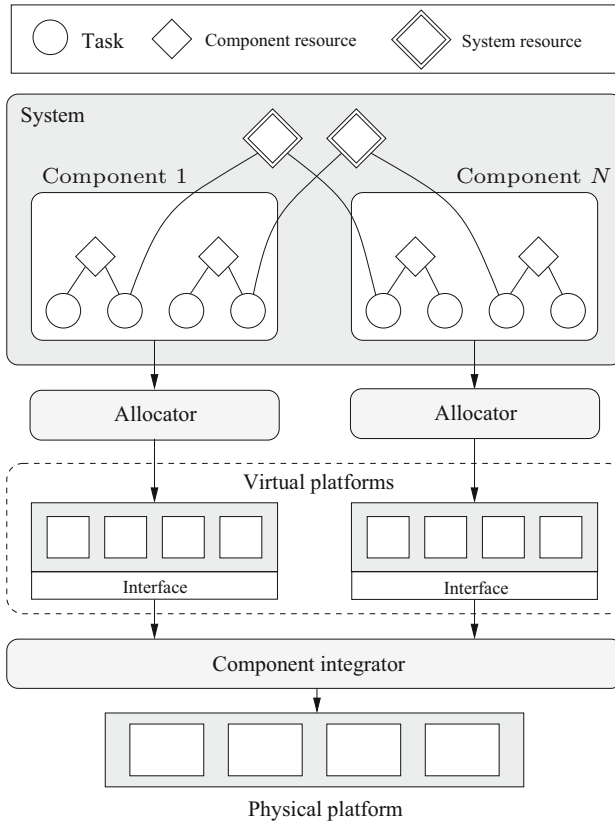 Task
Component resource
System resource
System
Component 1
Component N
Allocator
Allocator
Virtual platforms
Interface
Interface
Component integrator
Physical platform